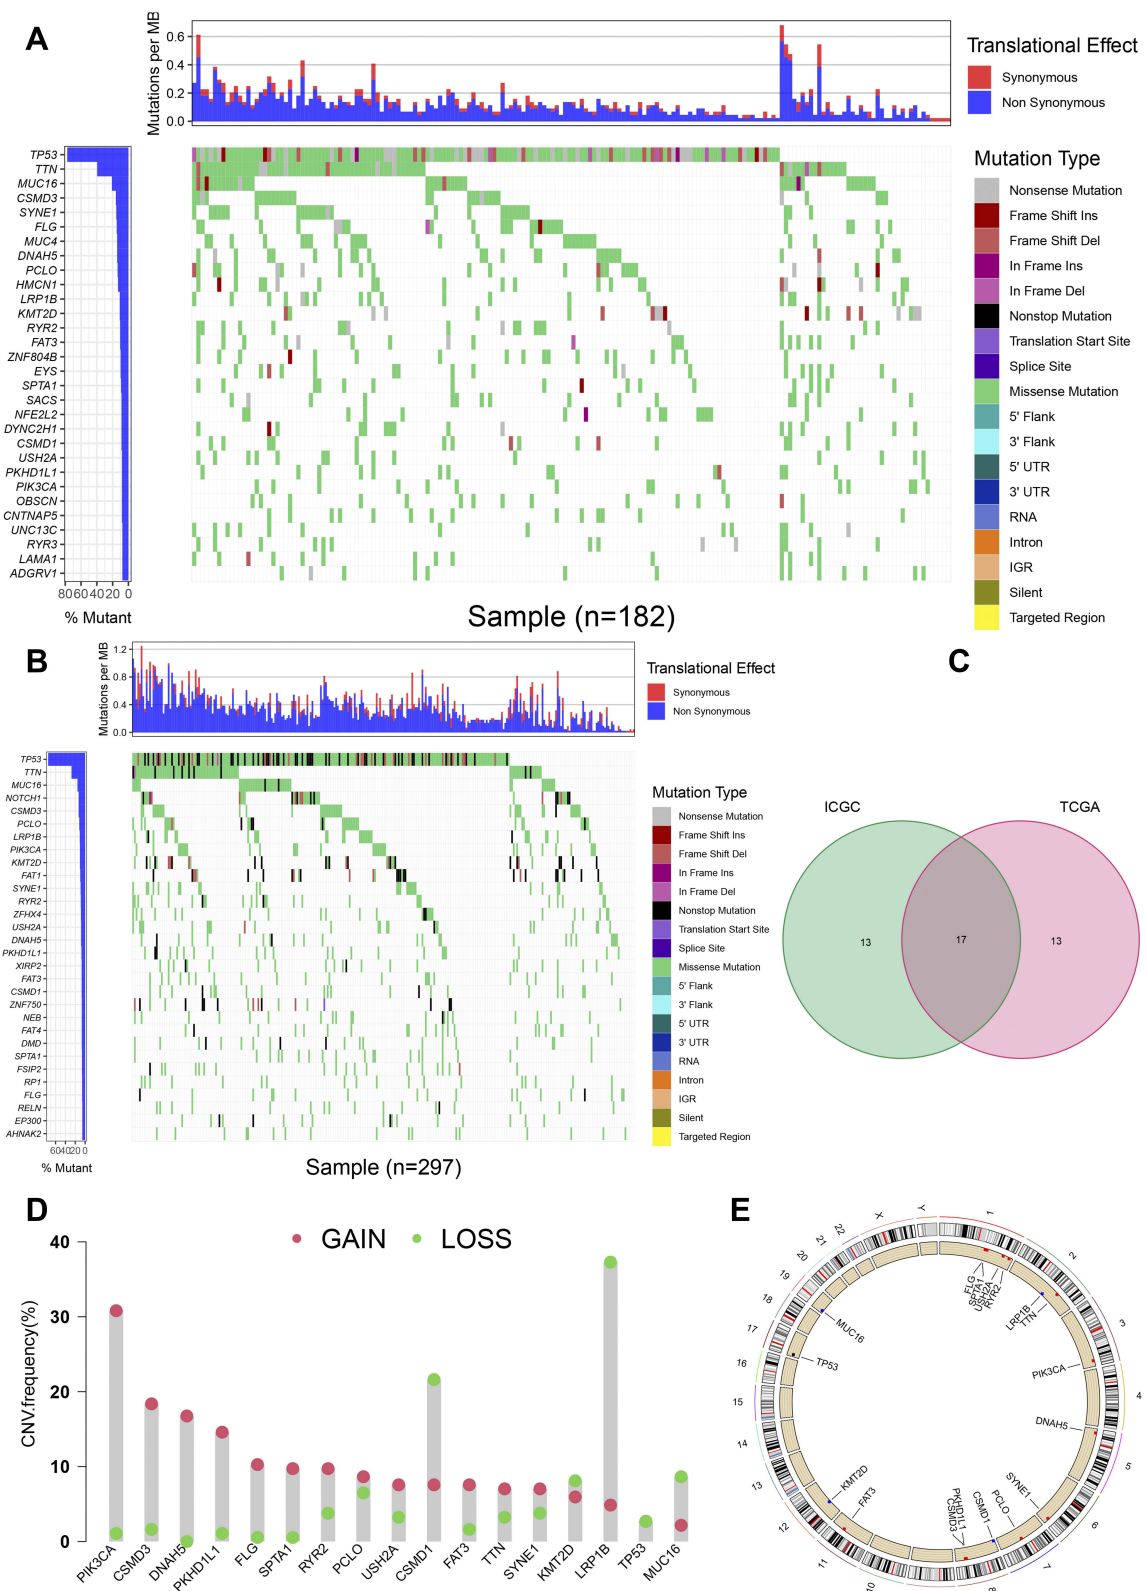 A
Mutations per MB
0.6
0.4
0.2
0.0
Translational Effect
Synonymous
Non Synonymous
TP53
TTN
MUC16
CSMD3
SYNE1
FLG
MUC4
DNAH5
PCLO
HMCN1
LRP1B
KMT2D
RYR2
FAT3
ZNF804B
EYS
SPTA1
SACS
NFE2L2
DYNC2H1
CSMD1
USH2A
PKHD1L1
PIK3CA
OBSCN
CNTNAP5
UNC13C
RYR3
LAMA1
ADGRV1
80 60 40 20 0
% Mutant
Sample (n=182)
Mutation Type
Nonsense Mutation
Frame Shift Ins
Frame Shift Del
In Frame Ins
In Frame Del
Nonstop Mutation
Translation Start Site
Splice Site
Missense Mutation
5' Flank
3' Flank
5' UTR
3' UTR
RNA
Intron
IGR
Silent
Targeted Region
B
Mutations per MB
1.2
0.8
0.4
0.0
Translational Effect
Synonymous
Non Synonymous
TP53
TTN
MUC16
NOTCH1
CSMD3
PCLO
LRP1B
PIK3CA
KMT2D
FAT1
SYNE1
RYR2
ZFHX4
USH2A
DNAH5
PKHD1L1
XIRP2
FAT3
CSMD1
ZNF750
NEB
FAT4
DMD
SPTA1
FSIP2
RP1
FLG
RELN
EP300
AHNAK2
60 40 20 0
% Mutant
Sample (n=297)
Mutation Type
Nonsense Mutation
Frame Shift Ins
Frame Shift Del
In Frame Ins
In Frame Del
Nonstop Mutation
Translation Start Site
Splice Site
Missense Mutation
5' Flank
3' Flank
5' UTR
3' UTR
RNA
Intron
IGR
Silent
Targeted Region
C
ICGC
TCGA
13
17
13
D
GAIN
LOSS
CNV.frequency(%)
40
30
20
10
0
PIK3CA
CSMD3
DNAH5
PKHD1L1
FLG
SPTA1
RYR2
PCLO
USH2A
CSMD1
FAT3
TTN
SYNE1
KMT2D
LRP1B
TP53
MUC16
E
1
2
3
4
5
6
7
8
10
11
12
13
14
15
16
17
18
19
20
21
22
X
Y
FLG
SPTA1
USH2A
RYR2
LRP1B
TTN
PIK3CA
DNAH5
SYNE1
PCLO
CSMD1
PKHD1L1
CSMD3
FAT3
KMT2D
TP53
MUC16